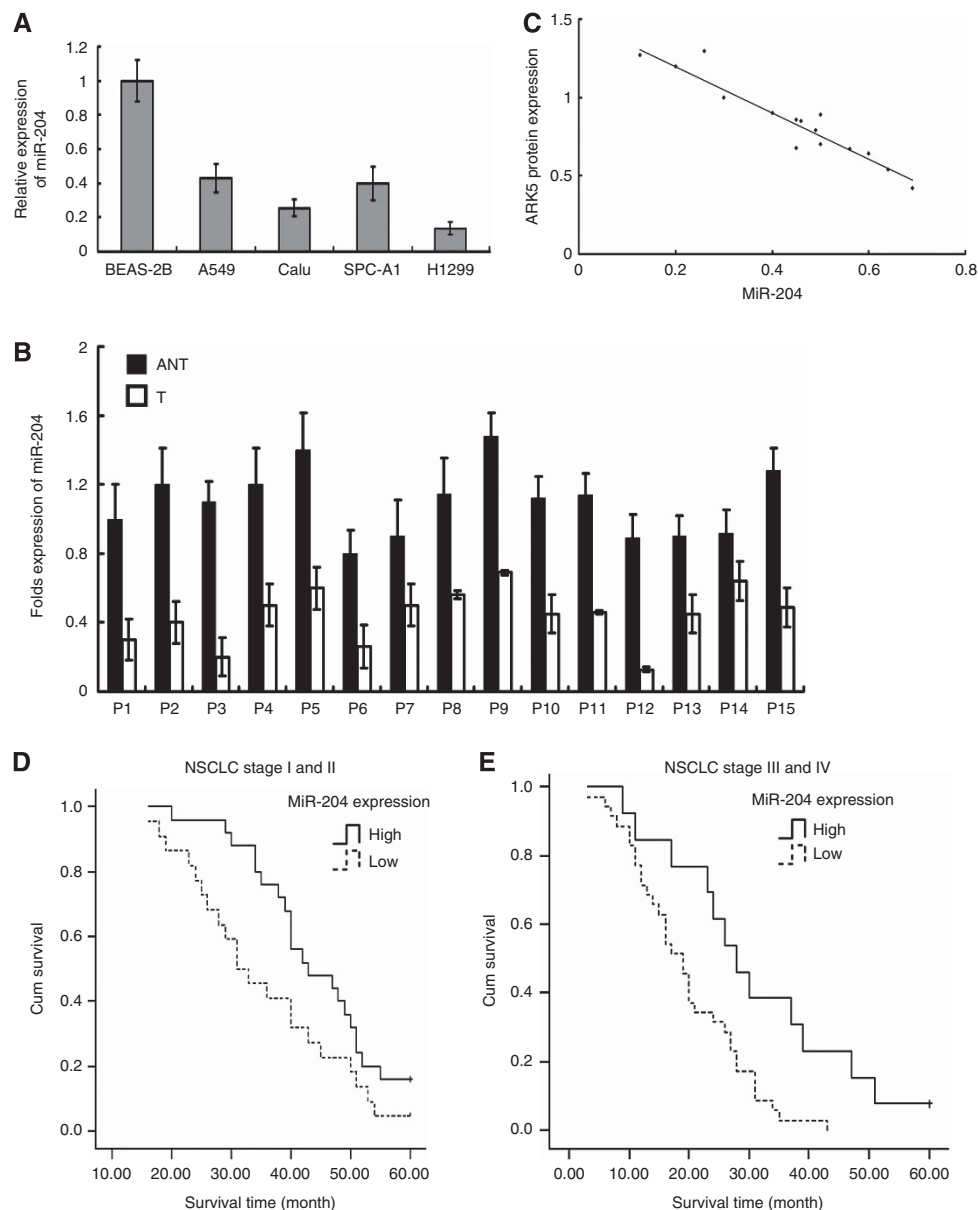 A
Relative expression
of miR-204
1.2
1
0.8
0.6
0.4
0.2
0
BEAS-2B A549 Calu SPC-A1 H1299
C
ARK5 protein expression
1.5
1
0.5
0
0 0.2 0.4 0.6 0.8
MiR-204
B
Folds expression of miR-204
2
1.6
1.2
0.8
0.4
0
ANT
T
P1 P2 P3 P4 P5 P6 P7 P8 P9 P10 P11 P12 P13 P14 P15
D
NSCLC stage I and II
MiR-204 expression
High
Low
Cum survival
1.0
0.8
0.6
0.4
0.2
0.0
10.00 20.00 30.00 40.00 50.00 60.00
Survival time (month)
E
NSCLC stage III and IV
MiR-204 expression
High
Low
Cum survival
1.0
0.8
0.6
0.4
0.2
0.0
0.00 10.00 20.00 30.00 40.00 50.00 60.00
Survival time (month)